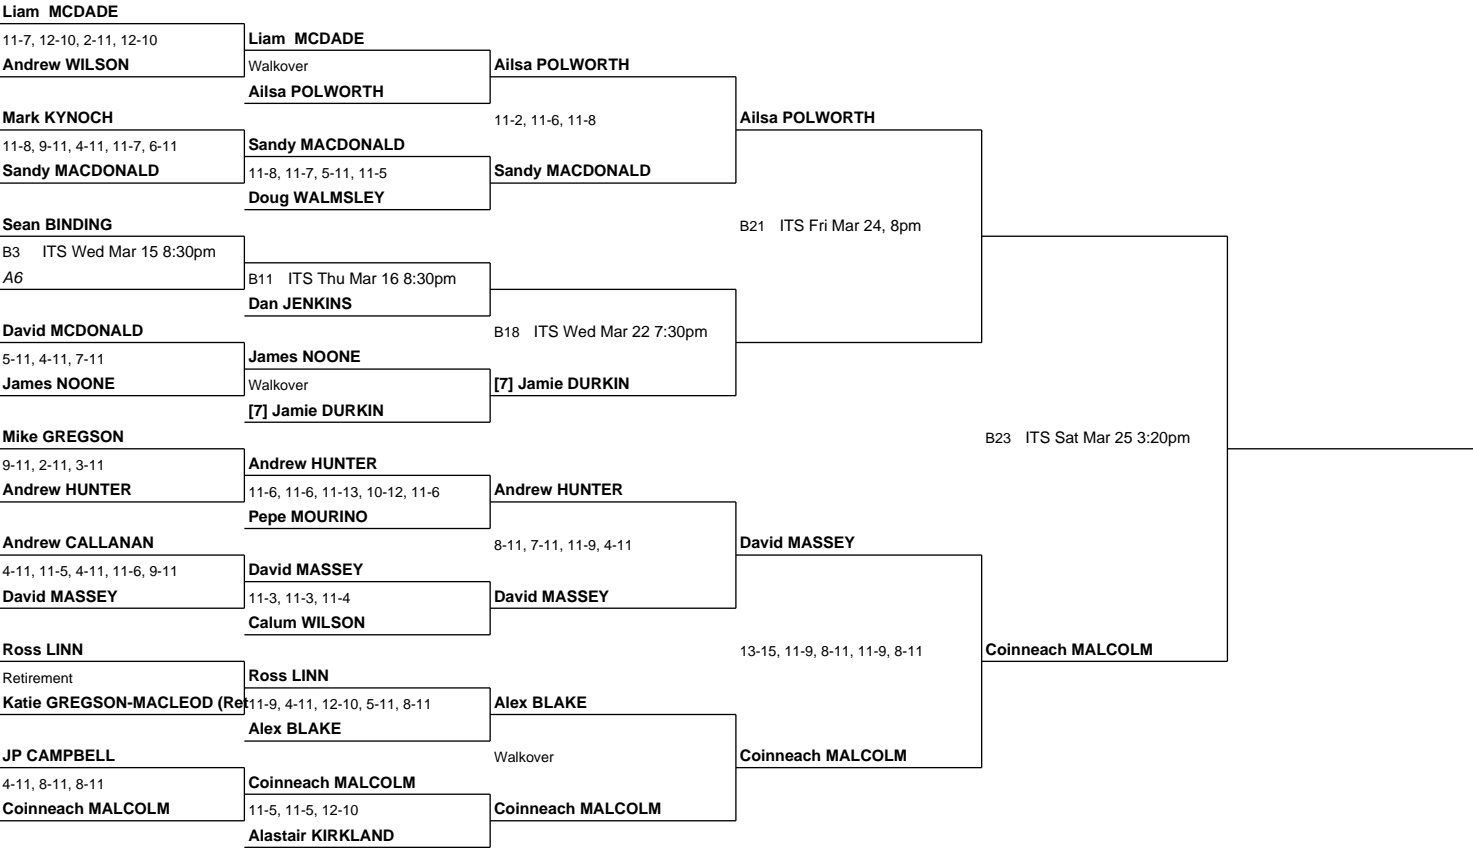 Liam  MCDADE
11-7, 12-10, 2-11, 12-10
Andrew WILSON
Mark KYNOCH
11-8, 9-11, 4-11, 11-7, 6-11
Sandy MACDONALD
Sean BINDING
B3 ITS Wed Mar 15 8:30pm
A6
David MCDONALD
5-11, 4-11, 7-11
James NOONE
Mike GREGSON
9-11, 2-11, 3-11
Andrew HUNTER
Andrew CALLANAN
4-11, 11-5, 4-11, 11-6, 9-11
David MASSEY
Ross LINN
Retirement
Katie GREGSON-MACLEOD (Ret
JP CAMPBELL
4-11, 8-11, 8-11
Coinneach MALCOLM
Liam  MCDADE
Walkover
Ailsa POLWORTH
Sandy MACDONALD
11-8, 11-7, 5-11, 11-5
Doug WALMSLEY
B11 ITS Thu Mar 16 8:30pm
Dan JENKINS
James NOONE
Walkover
[7] Jamie DURKIN
Andrew HUNTER
11-6, 11-6, 11-13, 10-12, 11-6
Pepe MOURINO
David MASSEY
11-3, 11-3, 11-4
Calum WILSON
Ross LINN
11-9, 4-11, 12-10, 5-11, 8-11
Alex BLAKE
Coinneach MALCOLM
11-5, 11-5, 12-10
Alastair KIRKLAND
Ailsa POLWORTH
11-2, 11-6, 11-8
Sandy MACDONALD
B18 ITS Wed Mar 22 7:30pm
[7] Jamie DURKIN
Andrew HUNTER
8-11, 7-11, 11-9, 4-11
David MASSEY
Alex BLAKE
Walkover
Coinneach MALCOLM
Ailsa POLWORTH
B21 ITS Fri Mar 24, 8pm
David MASSEY
13-15, 11-9, 8-11, 11-9, 8-11
Coinneach MALCOLM
B23 ITS Sat Mar 25 3:20pm
Coinneach MALCOLM